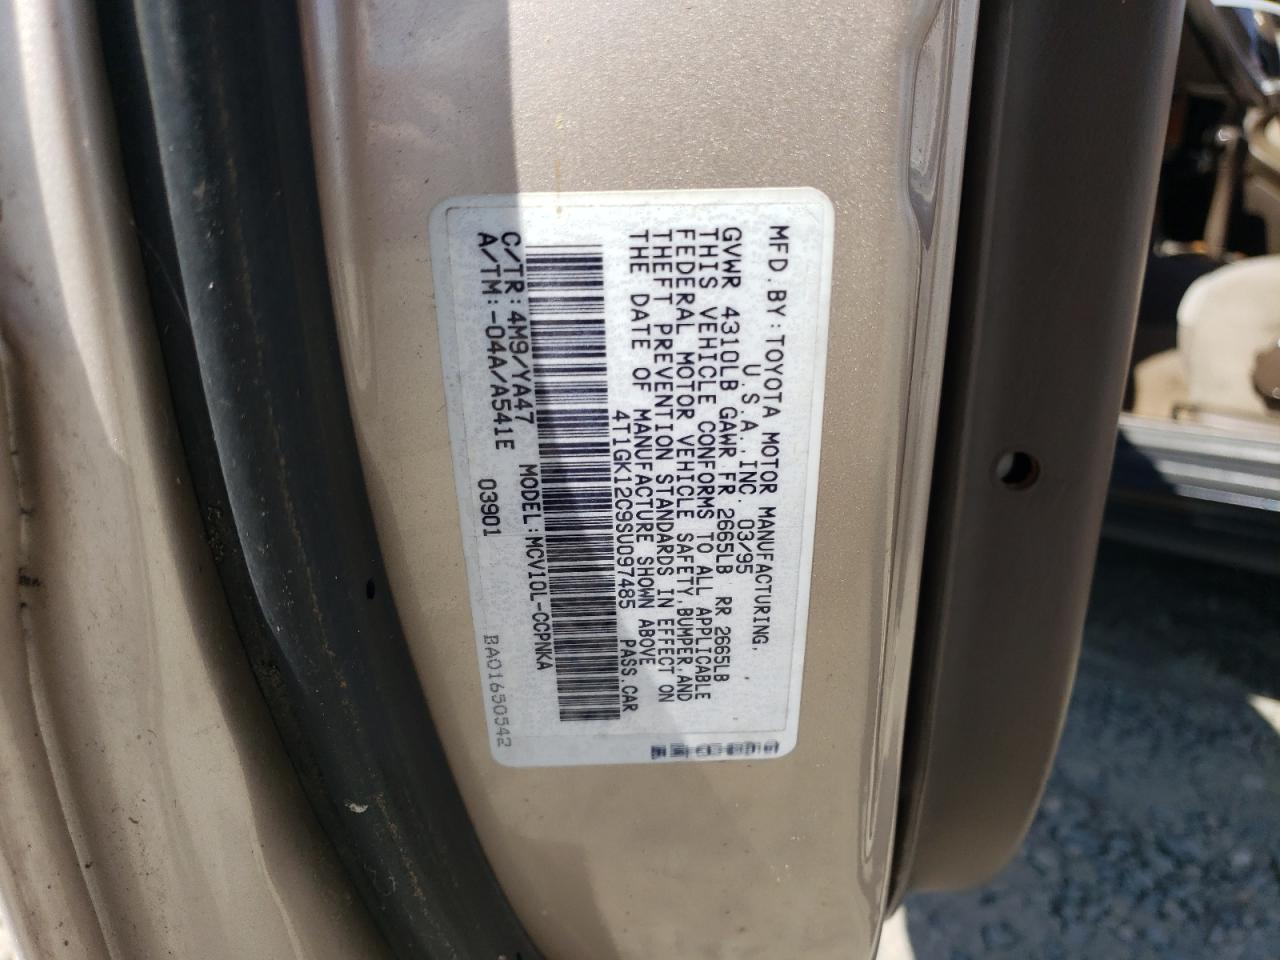 MFD.BY:TOYOTA MOTOR MANUFACTURING,
U.S.A.,INC. 03/95
GVWR 4310LB GAWR FR 2665LB RR 2665LB
THIS VEHICLE CONFORMS TO ALL APPLICABLE
FEDERAL MOTOR VEHICLE SAFETY,BUMPER,AND
THEFT PREVENTION STANDARDS IN EFFECT ON
THE DATE OF MANUFACTURE SHOWN ABOVE
4T1GK12C9SU097485 PASS.CAR
C/TR:4M9/YA47 MODEL:MCV10L-CCPNKA
A/TM:-04A/A541E 03901
BA01650542